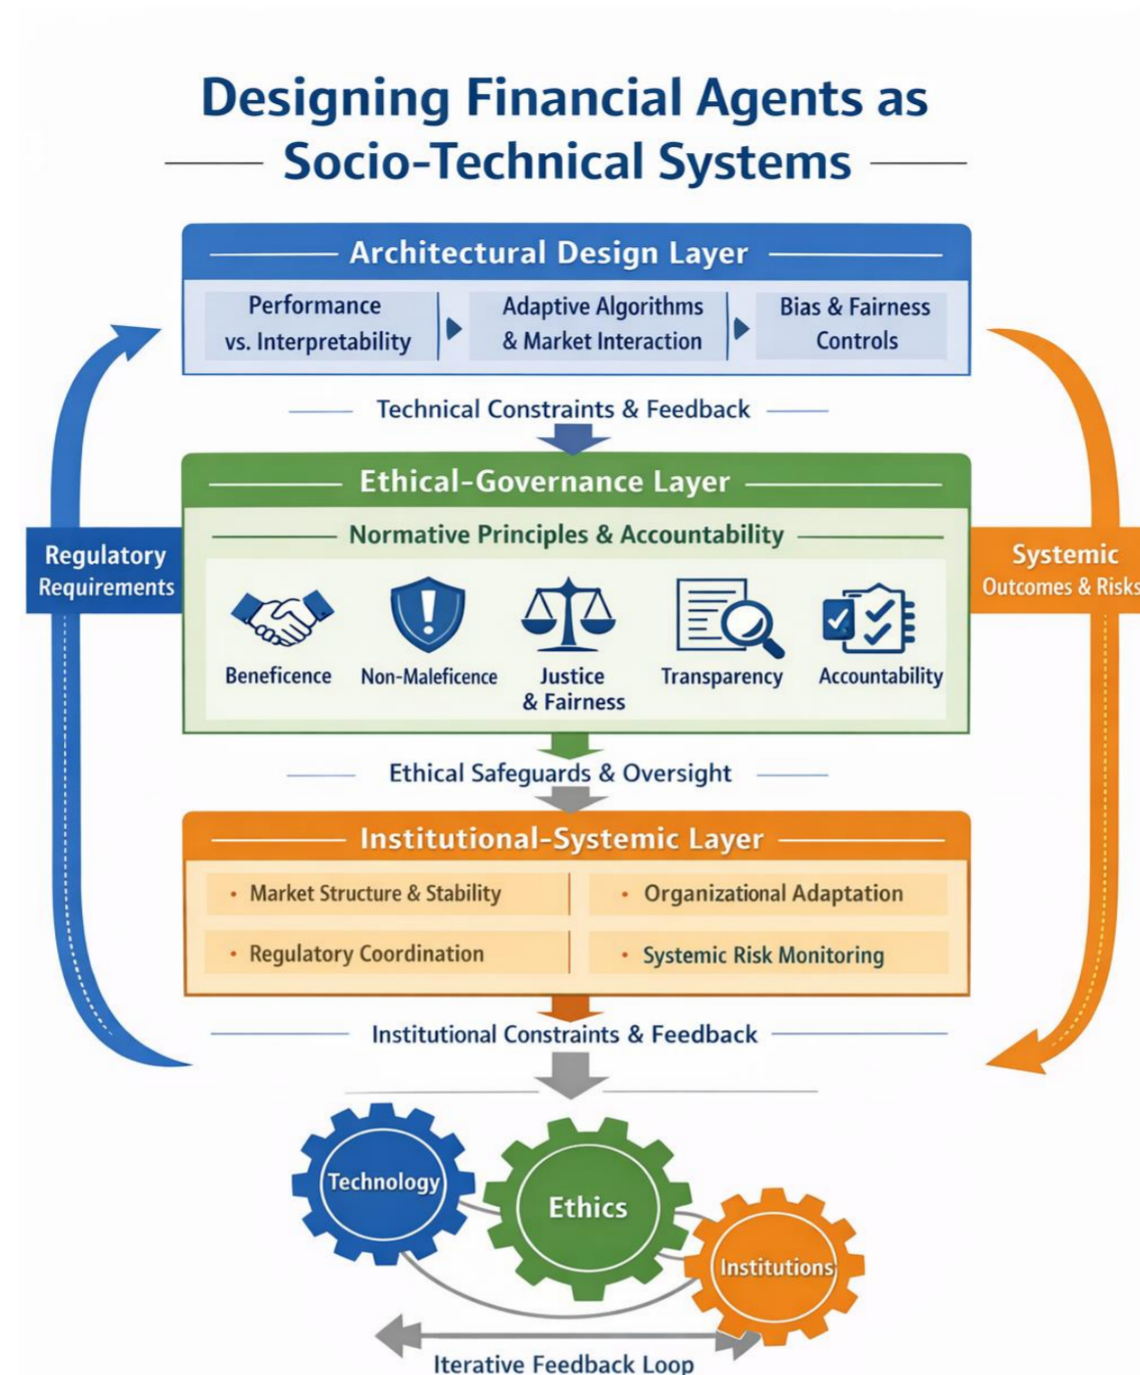 Designing Financial Agents as
Socio-Technical Systems
Architectural Design Layer
Performance
vs. Interpretability
Adaptive Algorithms
& Market Interaction
Bias & Fairness
Controls
Technical Constraints & Feedback
Ethical-Governance Layer
Normative Principles & Accountability
Regulatory
Requirements
Systemic
Outcomes & Risks
Beneficence
Non-Maleficence
Justice
& Fairness
Transparency
Accountability
Ethical Safeguards & Oversight
Institutional-Systemic Layer
• Market Structure & Stability
• Organizational Adaptation
• Regulatory Coordination
• Systemic Risk Monitoring
Institutional Constraints & Feedback
Technology
Ethics
Institutions
Iterative Feedback Loop